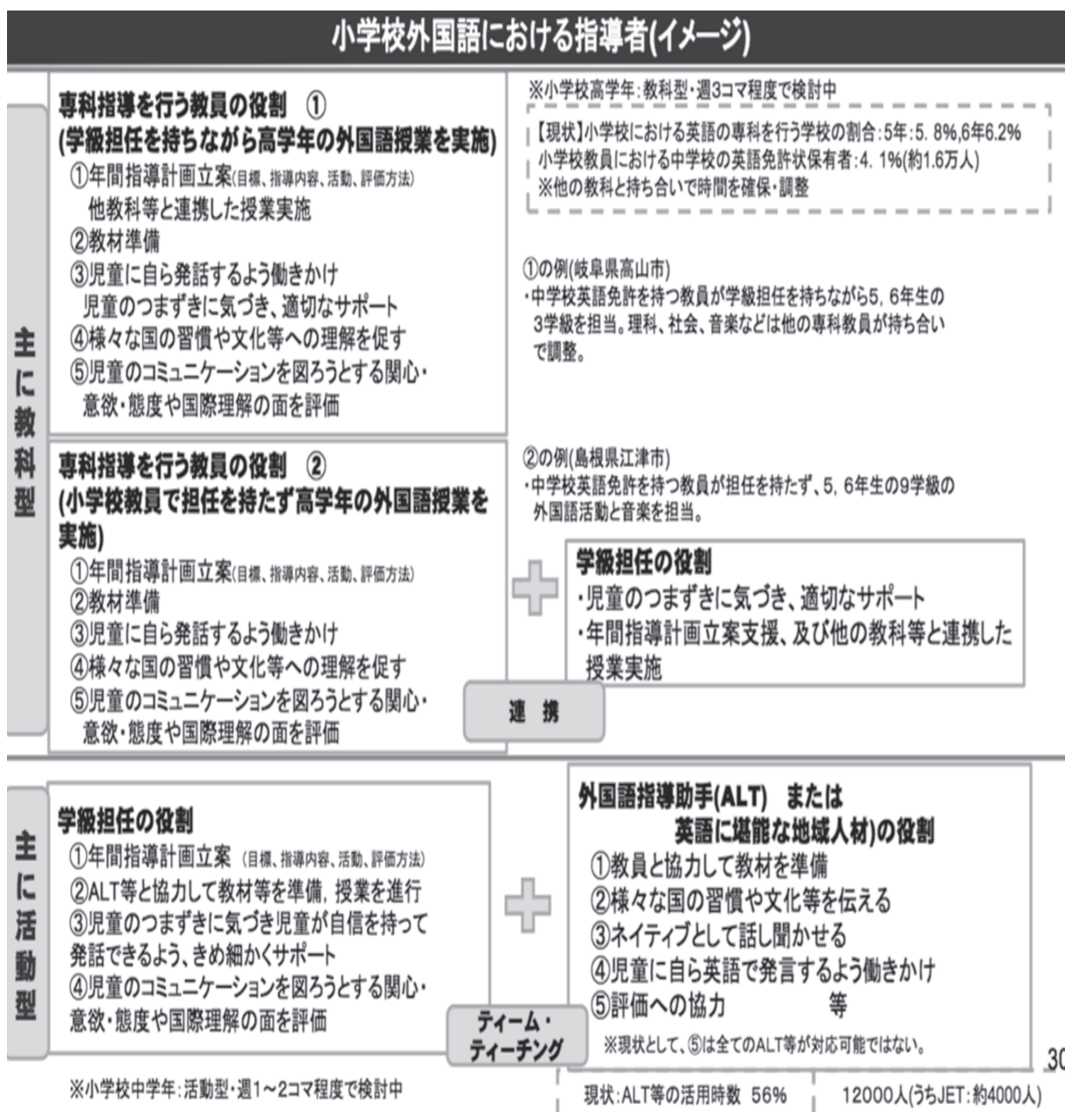 小学校外国語における指導者(イメージ)
主に教科型
専科指導を行う教員の役割 ①
(学級担任を持ちながら高学年の外国語授業を実施)
①年間指導計画立案(目標、指導内容、活動、評価方法)
他教科等と連携した授業実施
②教材準備
③児童に自ら発話するよう働きかけ
児童のつまずきに気づき、適切なサポート
④様々な国の習慣や文化等への理解を促す
⑤児童のコミュニケーションを図ろうとする関心・
意欲・態度や国際理解の面を評価
※小学校高学年:教科型・週3コマ程度で検討中
【現状】小学校における英語の専科を行う学校の割合:5年:5.8%,6年6.2%
小学校教員における中学校の英語免許状保有者:4.1%(約1.6万人)
※他の教科と持ち合いで時間を確保・調整
①の例(岐阜県高山市)
・中学校英語免許を持つ教員が学級担任を持ちながら5,6年生の
3学級を担当。理科、社会、音楽などは他の専科教員が持ち合い
で調整。
専科指導を行う教員の役割 ②
(小学校教員で担任を持たず高学年の外国語授業を
実施)
①年間指導計画立案(目標、指導内容、活動、評価方法)
②教材準備
③児童に自ら発話するよう働きかけ
④様々な国の習慣や文化等への理解を促す
⑤児童のコミュニケーションを図ろうとする関心・
意欲・態度や国際理解の面を評価
②の例(島根県江津市)
・中学校英語免許を持つ教員が担任を持たず、5,6年生の9学級の
外国語活動と音楽を担当。
学級担任の役割
・児童のつまずきに気づき、適切なサポート
・年間指導計画立案支援、及び他の教科等と連携した
授業実施
連 携
主に活動型
学級担任の役割
①年間指導計画立案 (目標、指導内容、活動、評価方法)
②ALT等と協力して教材等を準備,授業を進行
③児童のつまずきに気づき児童が自信を持って
発話できるよう、きめ細かくサポート
④児童のコミュニケーションを図ろうとする関心・
意欲・態度や国際理解の面を評価
ティーム・
ティーチング
外国語指導助手(ALT) または
英語に堪能な地域人材)の役割
①教員と協力して教材を準備
②様々な国の習慣や文化等を伝える
③ネイティブとして話し聞かせる
④児童に自ら英語で発言するよう働きかけ
⑤評価への協力 等
※現状として、⑤は全てのALT等が対応可能ではない。
30
※小学校中学年:活動型・週1～2コマ程度で検討中
現状:ALT等の活用時数 56%
12000人(うちJET:約4000人)